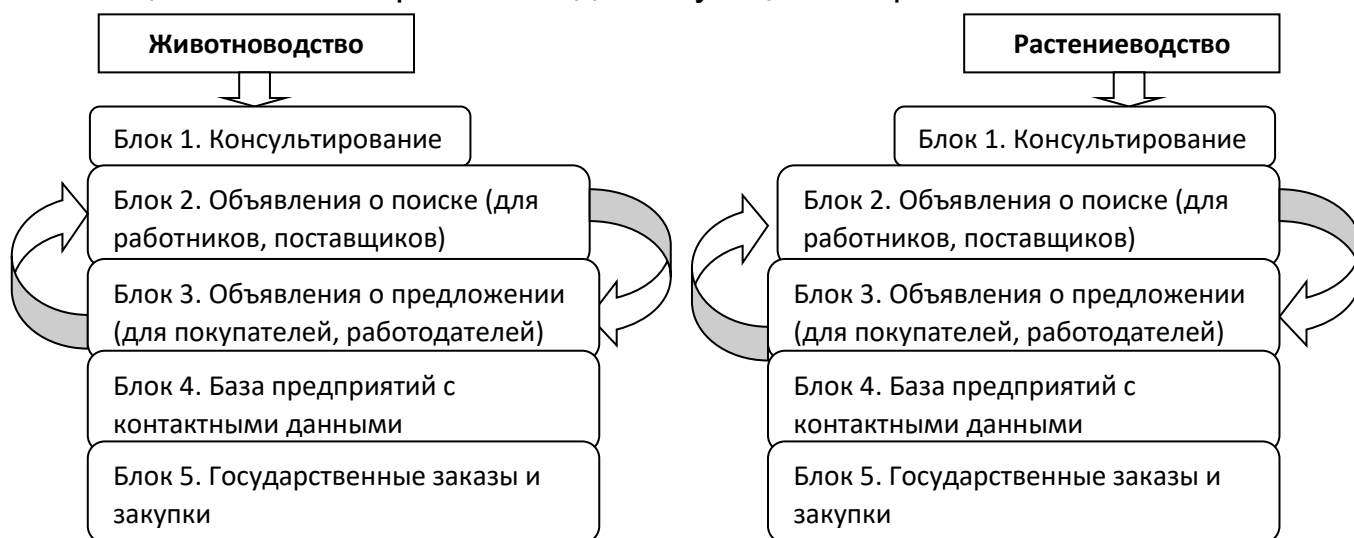 Животноводство
Блок 1. Консультирование
Блок 2. Объявления о поиске (для
работников, поставщиков)
Блок 3. Объявления о предложении
(для покупателей, работодателей)
Блок 4. База предприятий с
контактными данными
Блок 5. Государственные заказы и
закупки
Растениеводство
Блок 1. Консультирование
Блок 2. Объявления о поиске (для
работников, поставщиков)
Блок 3. Объявления о предложении
(для покупателей, работодателей)
Блок 4. База предприятий с
контактными данными
Блок 5. Государственные заказы и
закупки